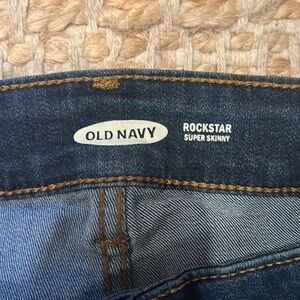 OLD NAVY
ROCKSTAR
SUPER SKINNY